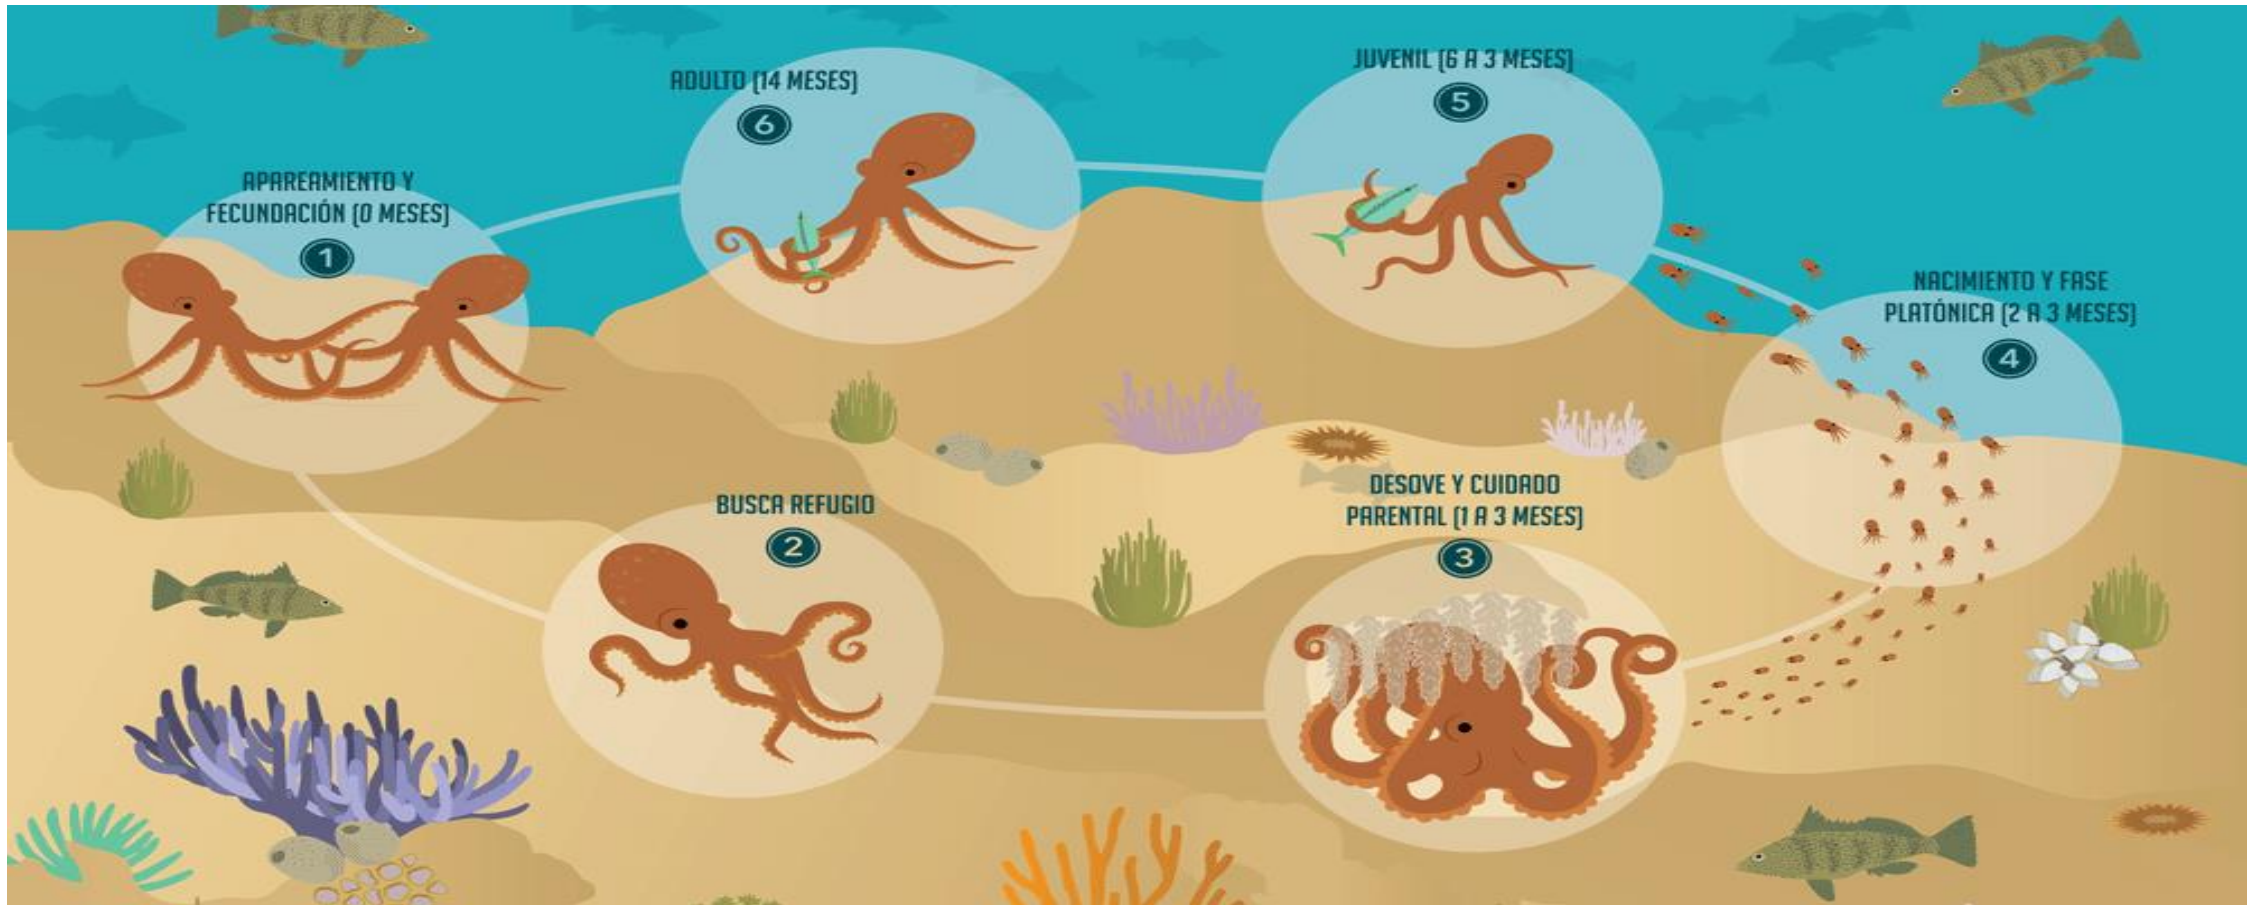 APAREAMIENTO Y
FECUNDACIÓN (0 MESES)
1
BUSCA REFUGIO
2
DESOVE Y CUIDADO
PARENTAL (1 A 3 MESES)
3
NACIMIENTO Y FASE
PLATÓNICA (2 A 3 MESES)
4
JUVENIL (6 A 3 MESES)
5
ADULTO (14 MESES)
6